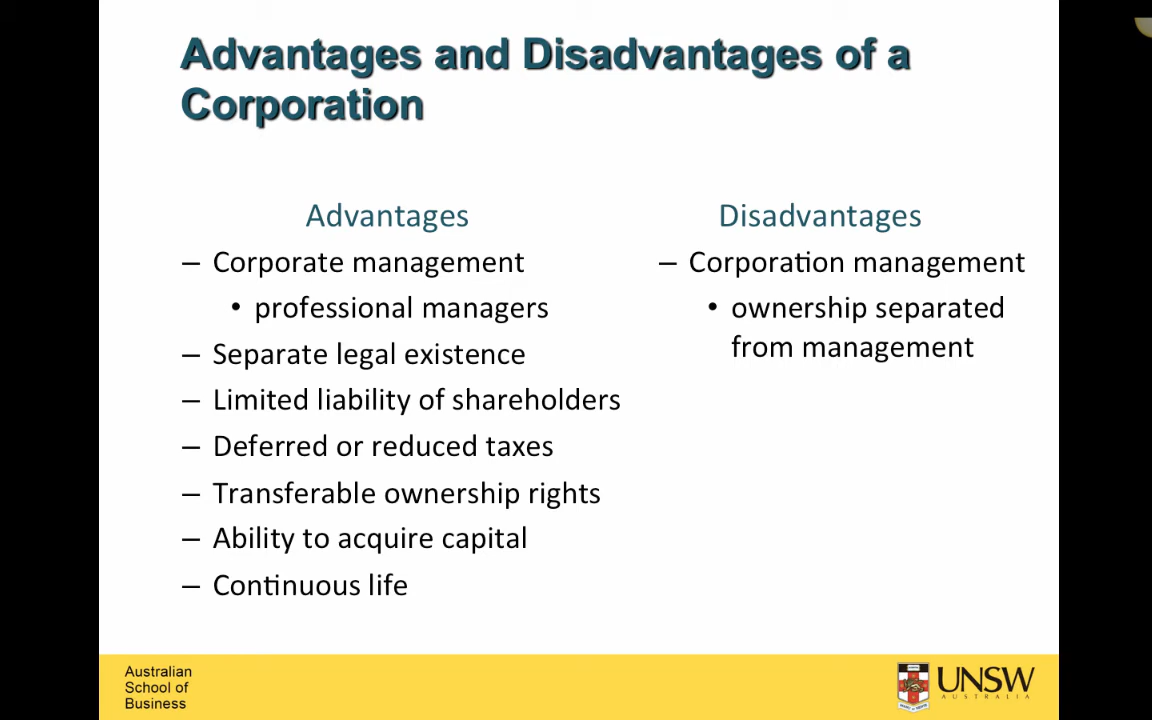 Advantages and Disadvantages of a
Corporation
Advantages
– Corporate management
• professional managers
– Separate legal existence
– Limited liability of shareholders
– Deferred or reduced taxes
– Transferable ownership rights
– Ability to acquire capital
– Continuous life
Disadvantages
– Corporation management
• ownership separated
from management
Australian
School of
Business
UNSW
AUSTRALIA